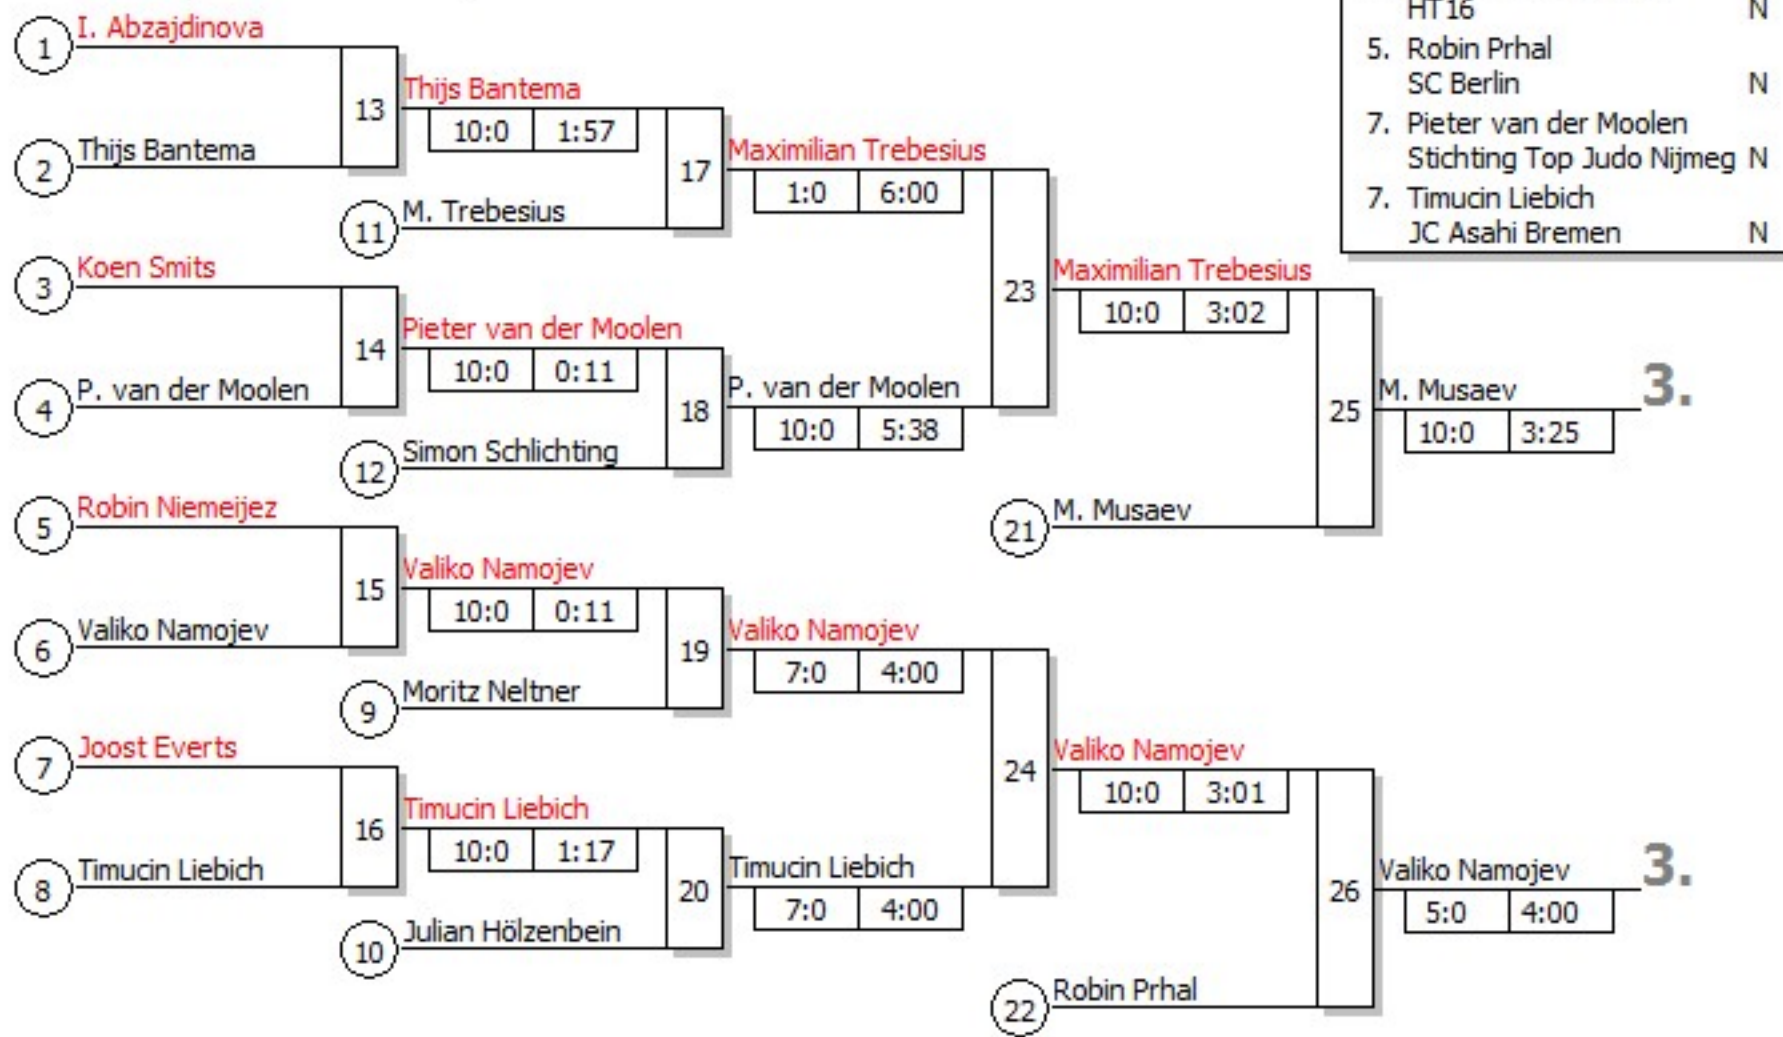 HT16 N
5. Robin Prhal
SC Berlin N
7. Pieter van der Moolen
Stichting Top Judo Nijmeg N
7. Timucin Liebich
JC Asahi Bremen N
1 I. Abzajdinova
13
2 Thijs Bantema
Thijs Bantema
10:0 1:57
17
11 M. Trebesius
Maximilian Trebesius
1:0 6:00
3 Koen Smits
14
4 P. van der Moolen
Pieter van der Moolen
10:0 0:11
18
12 Simon Schlichting
P. van der Moolen
10:0 5:38
23
Maximilian Trebesius
10:0 3:02
25
21 M. Musaev
M. Musaev 3.
10:0 3:25
5 Robin Niemeijez
15
6 Valiko Namojev
Valiko Namojev
10:0 0:11
19
9 Moritz Neltner
Valiko Namojev
7:0 4:00
7 Joost Everts
16
8 Timucin Liebich
Timucin Liebich
10:0 1:17
20
10 Julian Hölzenbein
Timucin Liebich
7:0 4:00
24
Valiko Namojev
10:0 3:01
26
22 Robin Prhal
Valiko Namojev 3.
5:0 4:00